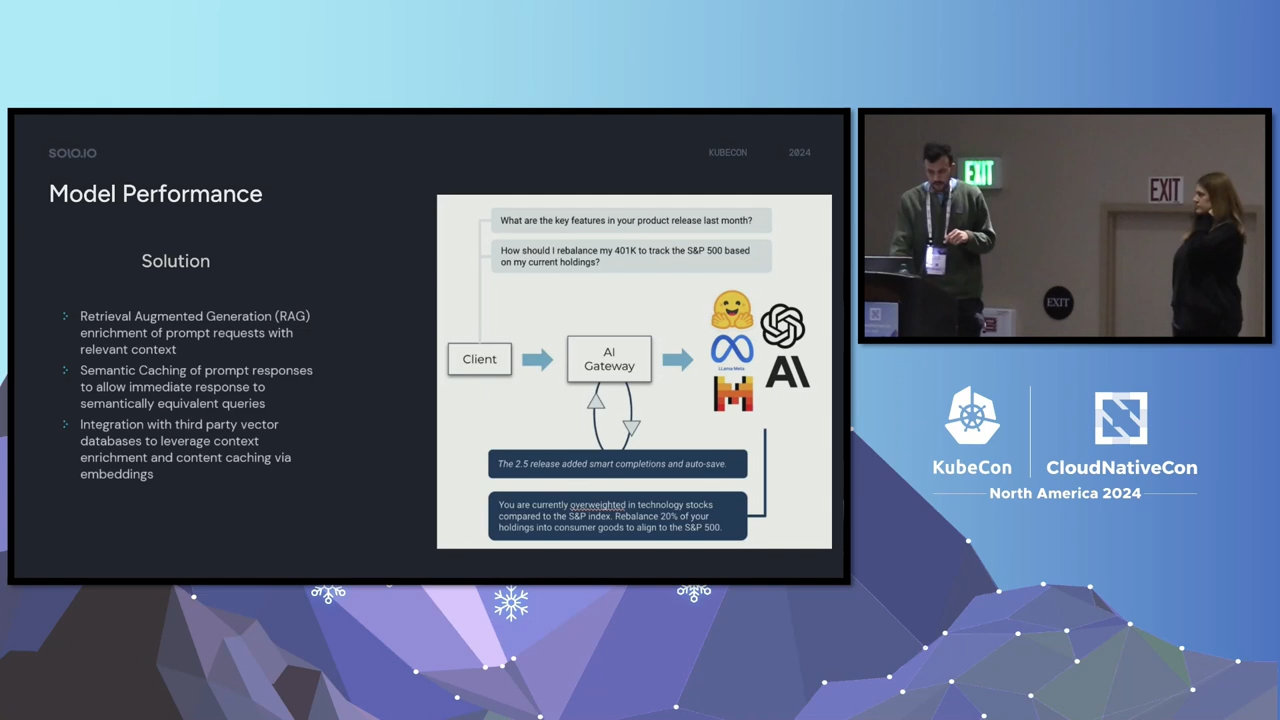 SOLO.IO
KUBECON 2024
Model Performance
Solution
Retrieval Augmented Generation (RAG)
enrichment of prompt requests with
relevant context
Semantic Caching of prompt responses
to allow immediate response to
semantically equivalent queries
Integration with third party vector
databases to leverage context
enrichment and content caching via
embeddings
What are the key features in your product release last month?
How should I rebalance my 401K to track the S&P 500 based
on my current holdings?
Client
AI
Gateway
LLama Meta
AI
The 2.5 release added smart completions and auto-save.
You are currently overweighted in technology stocks
compared to the S&P index. Rebalance 20% of your
holdings into consumer goods to align to the S&P 500.
EXIT
EXIT
EXIT
KubeCon
CloudNativeCon
North America 2024